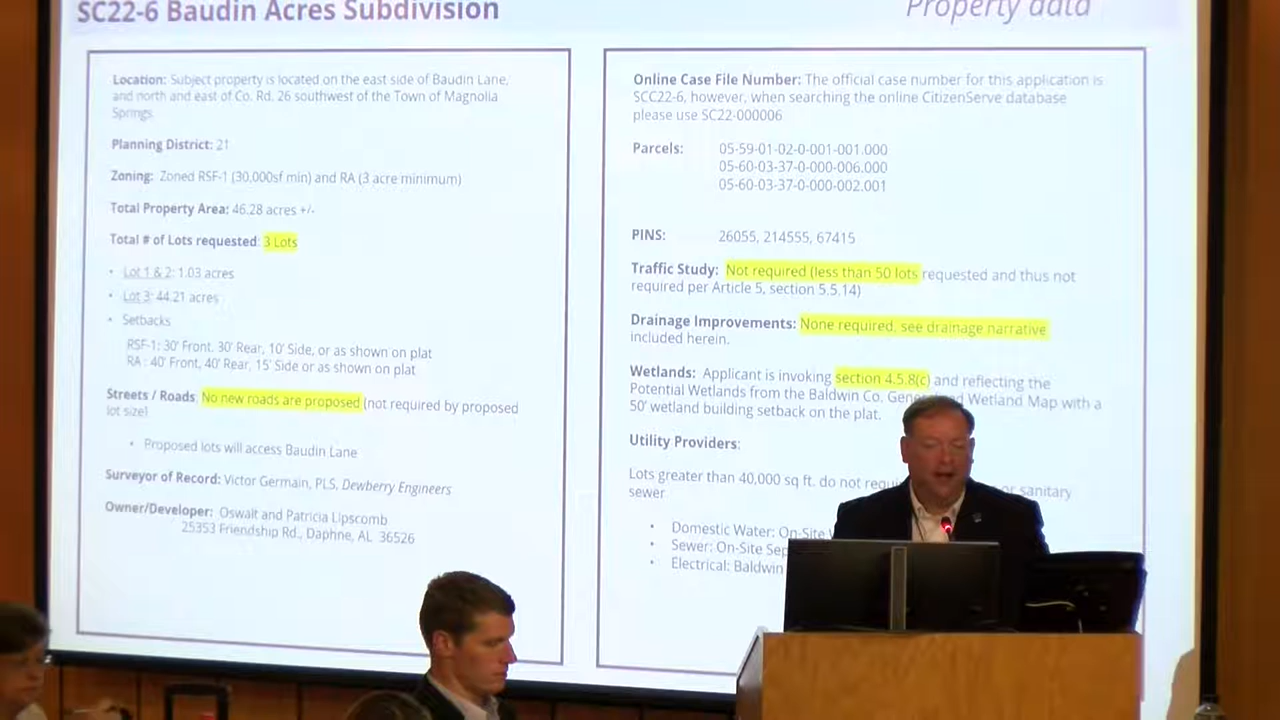 SC22-6 Baudin Acres Subdivision
Property data
Location: Subject property is located on the east side of Baudin Lane,
and north and east of Co. Rd. 26 southwest of the Town of Magnolia
Springs.
Planning District: 21
Zoning: Zoned RSF-1 (30,000sf min) and RA (3 acre minimum)
Total Property Area: 46.28 acres +/-
Total # of Lots requested: 3 Lots
• Lot 1 & 2: 1.03 acres
• Lot 3: 44.21 acres
• Setbacks
RSF-1: 30' Front, 30' Rear, 10' Side, or as shown on plat
RA : 40' Front, 40' Rear, 15' Side or as shown on plat
Streets / Roads: No new roads are proposed (not required by proposed
lot size)
• Proposed lots will access Baudin Lane
Surveyor of Record: Victor Germain, PLS, Dewberry Engineers
Owner/Developer: Oswalt and Patricia Lipscomb
25353 Friendship Rd., Daphne, AL 36526
Online Case File Number: The official case number for this application is
SCC22-6, however, when searching the online CitizenServe database
please use SC22-000006
Parcels: 05-59-01-02-0-001-001.000
05-60-03-37-0-000-006.000
05-60-03-37-0-000-002.001
PINS: 26055, 214555, 67415
Traffic Study: Not required (less than 50 lots requested and thus not
required per Article 5, section 5.5.14)
Drainage Improvements: None required, see drainage narrative
included herein.
Wetlands: Applicant is invoking section 4.5.8(c) and reflecting the
Potential Wetlands from the Baldwin Co. Wetland Map with a
50' wetland building setback on the plat.
Utility Providers:
Lots greater than 40,000 sq ft. do not or sanitary
sewer
• Domestic Water: On-Site
• Sewer: On-Site
• Electrical: Baldwin